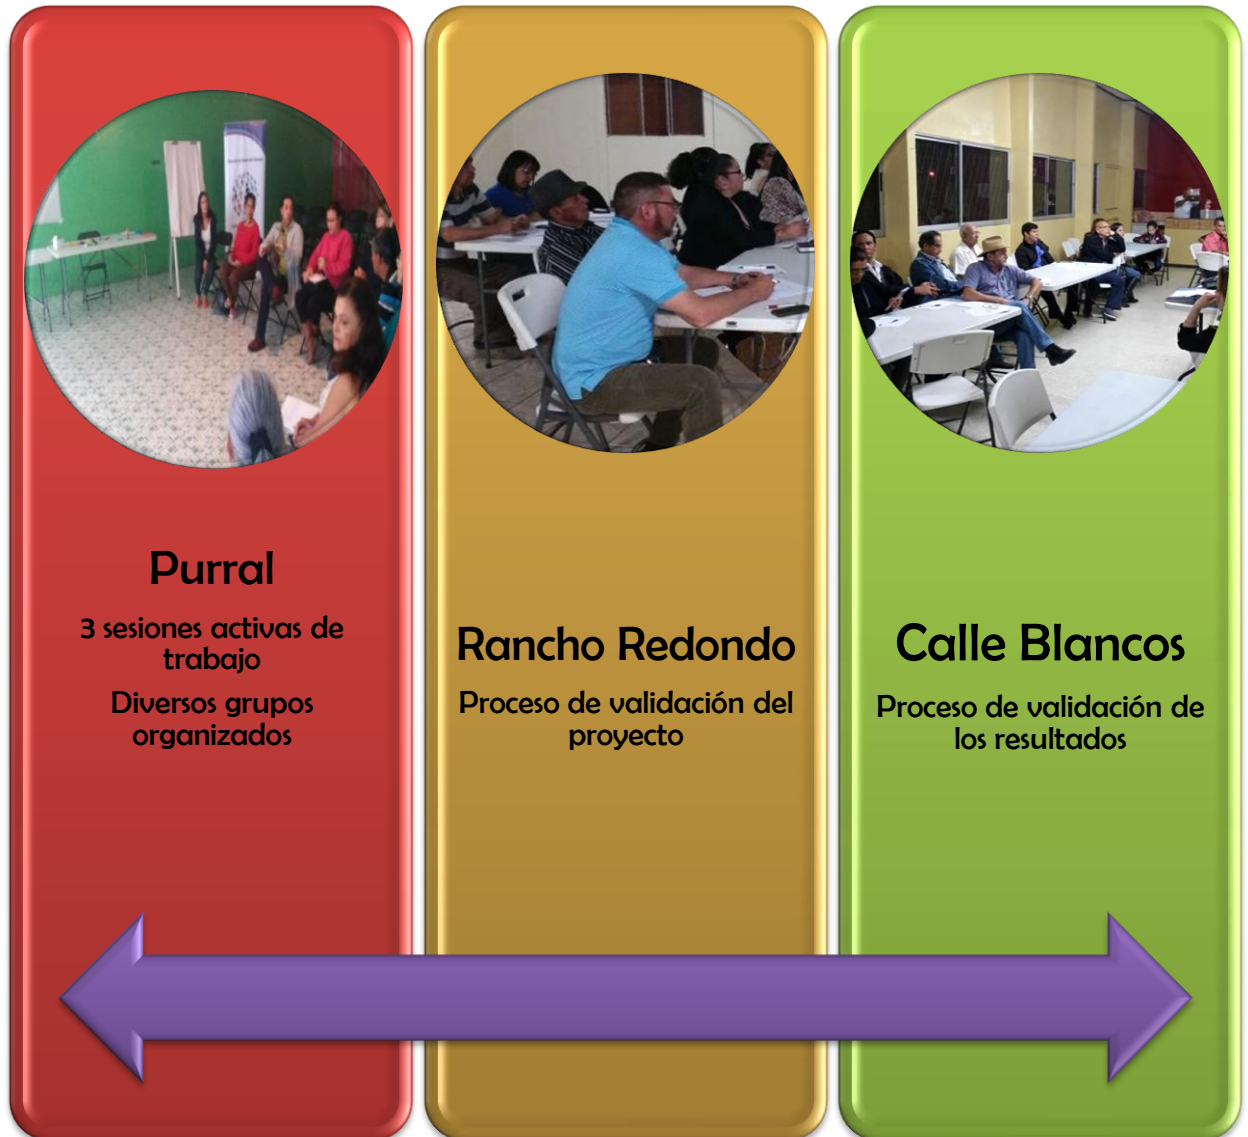 Purral
3 sesiones activas de
trabajo
Diversos grupos
organizados
Rancho Redondo
Proceso de validación del
proyecto
Calle Blancos
Proceso de validación de
los resultados